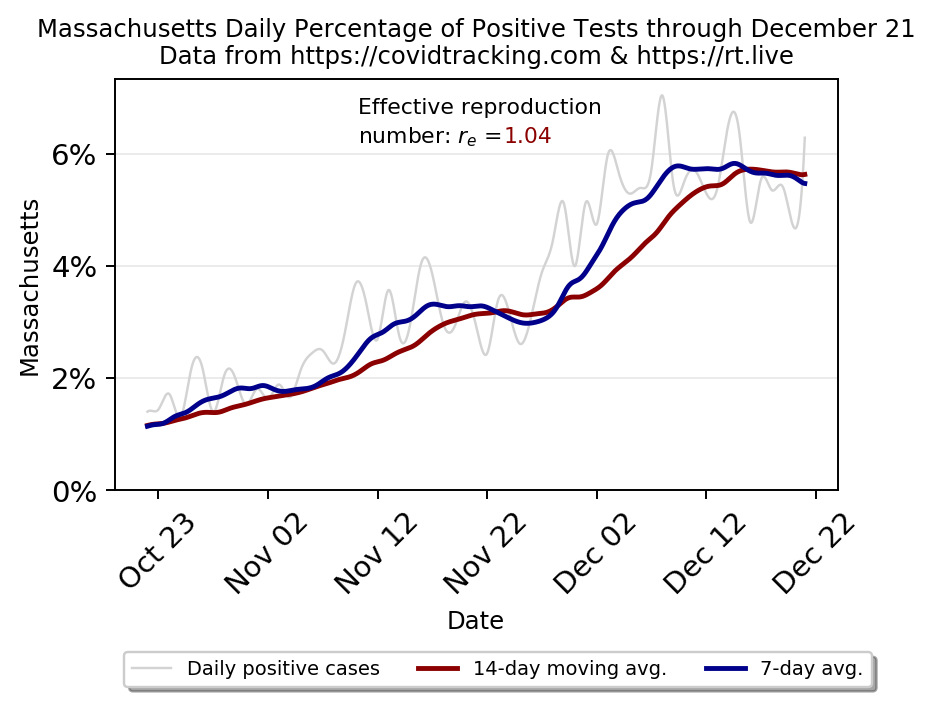 Massachusetts Daily Percentage of Positive Tests through December 21
Data from https://covidtracking.com & https://rt.live
Effective reproduction
number: rₑ =1.04
6%
4%
2%
0%
Massachusetts
Oct 23
Nov 02
Nov 12
Nov 22
Dec 02
Dec 12
Dec 22
Date
Daily positive cases
14-day moving avg.
7-day avg.